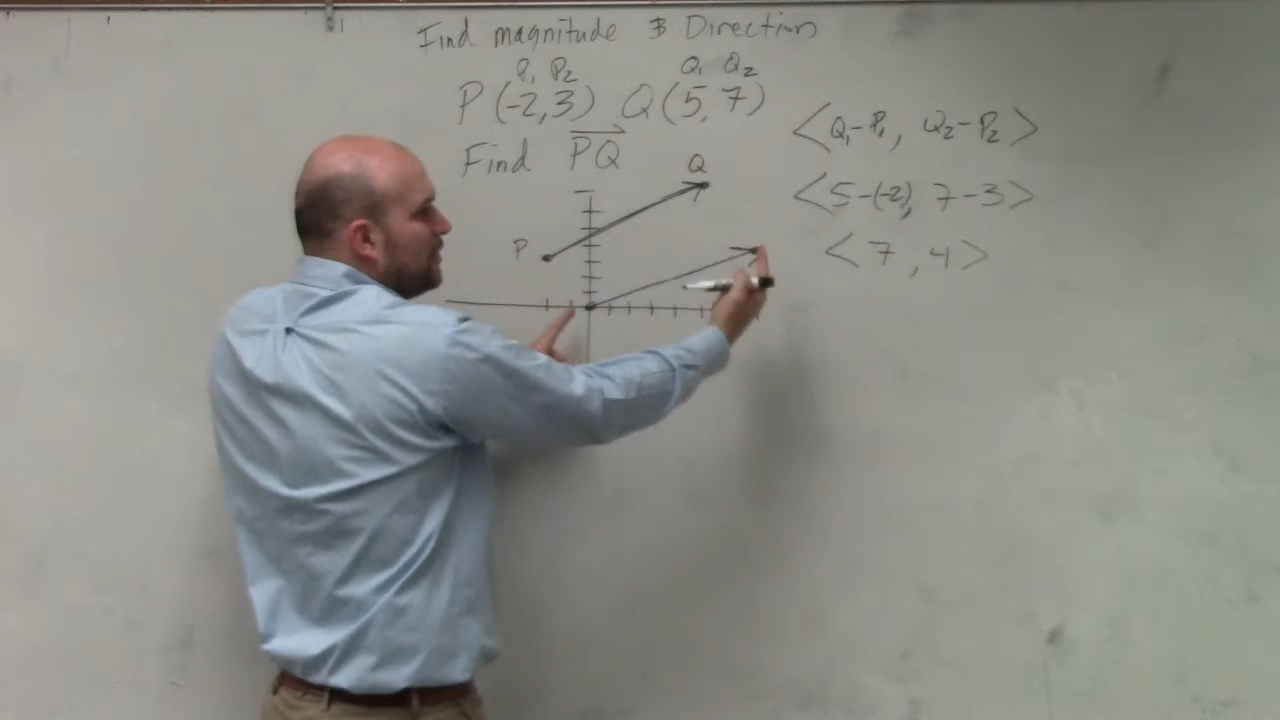 Find magnitude & Direction
P₁ P₂ Q₁ Q₂
P (-2,3) Q (5,7)
Find PQ
<Q₁-P₁, Q₂-P₂>
<5-(-2), 7-3>
<7, 4>
Q
P